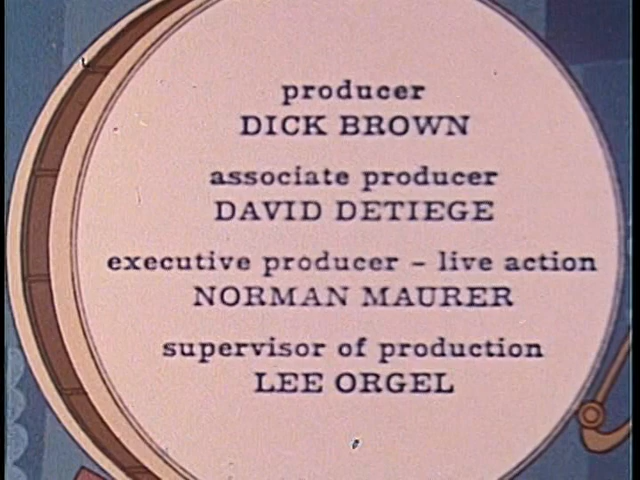 producer
DICK BROWN
associate producer
DAVID DETIEGE
executive producer – live action
NORMAN MAURER
supervisor of production
LEE ORGEL